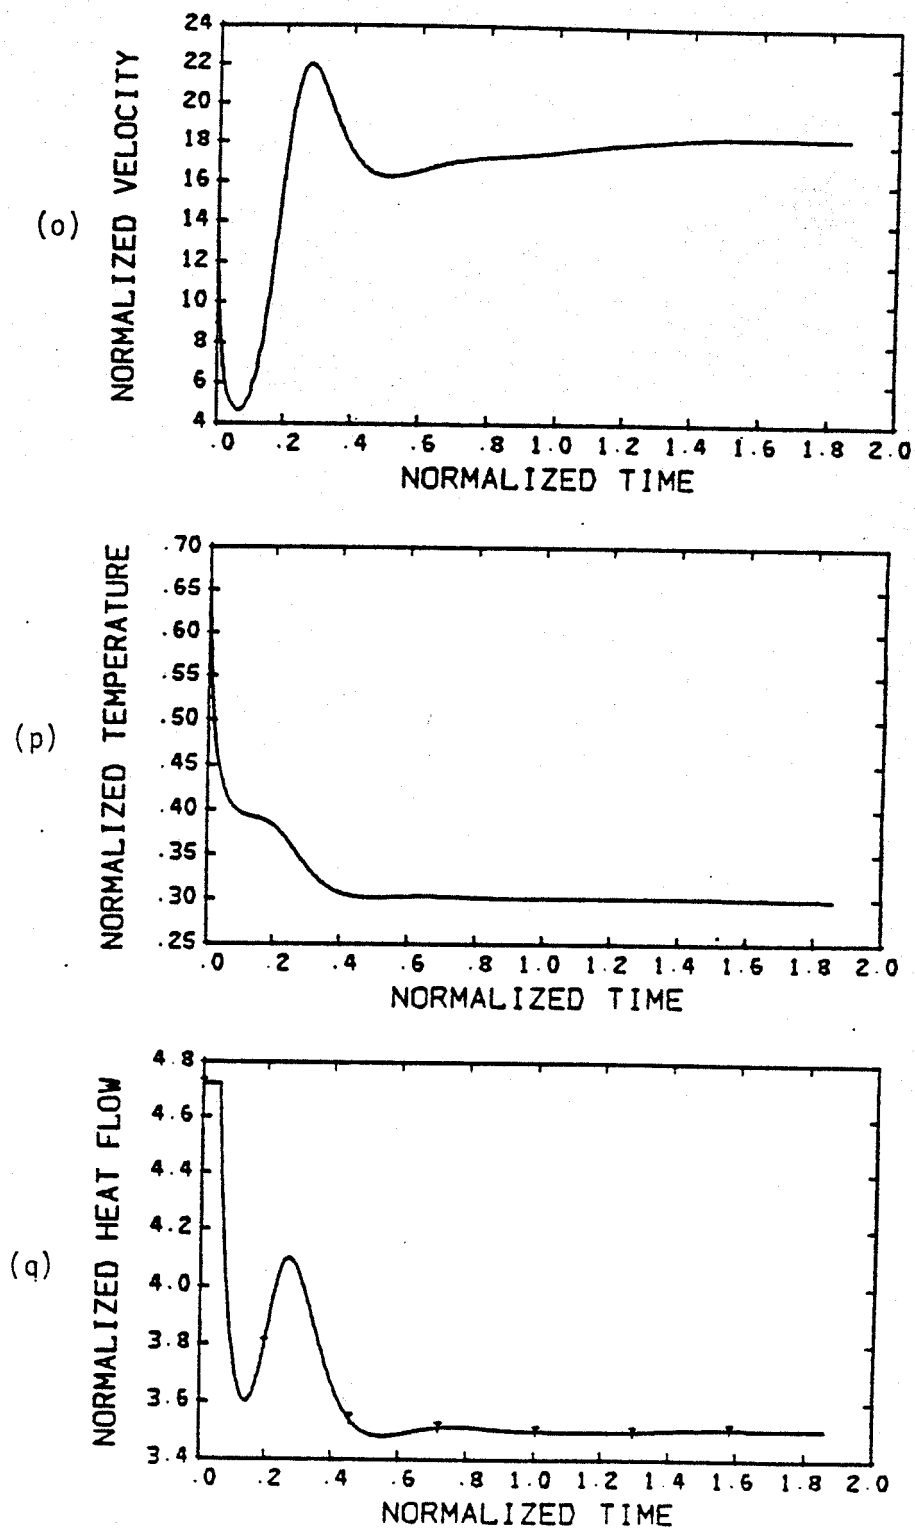 (o)
NORMALIZED VELOCITY
24
22
20
18
16
14
12
10
8
6
4
.0 .2 .4 .6 .8 1.0 1.2 1.4 1.6 1.8 2.0
NORMALIZED TIME
(p)
NORMALIZED TEMPERATURE
.70
.65
.60
.55
.50
.45
.40
.35
.30
.25
.0 .2 .4 .6 .8 1.0 1.2 1.4 1.6 1.8 2.0
NORMALIZED TIME
(q)
NORMALIZED HEAT FLOW
4.8
4.6
4.4
4.2
4.0
3.8
3.6
3.4
.0 .2 .4 .6 .8 1.0 1.2 1.4 1.6 1.8 2.0
NORMALIZED TIME